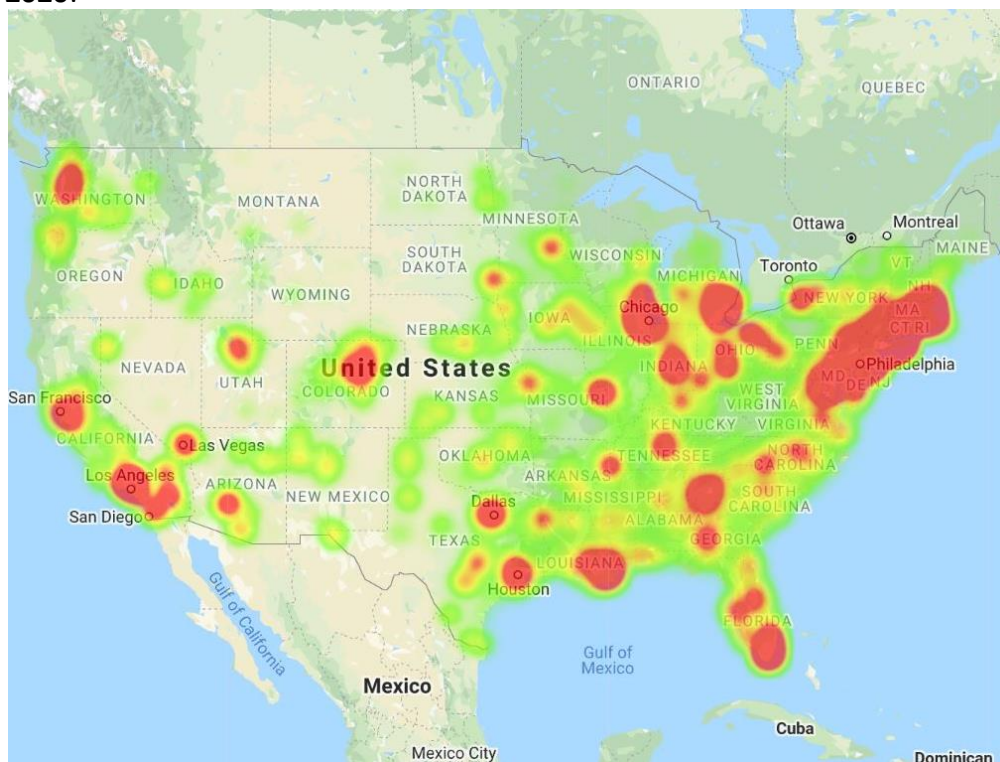 ONTARIO
QUEBEC
WASHINGTON
MONTANA
NORTH
DAKOTA
MINNESOTA
Ottawa
Montreal
MAINE
VT
OREGON
IDAHO
WYOMING
SOUTH
DAKOTA
WISCONSIN
MICHIGAN
Toronto
NH
NEW YORK
MA
CT RI
NEVADA
UTAH
NEBRASKA
IOWA
Chicago
ILLINOIS
INDIANA
OHIO
PENN
Philadelphia
MD
DE NJ
United States
COLORADO
KANSAS
MISSOURI
WEST
VIRGINIA
VIRGINIA
KENTUCKY
San Francisco
CALIFORNIA
Las Vegas
Los Angeles
ARIZONA
NEW MEXICO
San Diego
OKLAHOMA
ARKANSAS
TENNESSEE
NORTH
CAROLINA
SOUTH
CAROLINA
MISSISSIPPI
ALABAMA
GEORGIA
Dallas
TEXAS
LOUISIANA
Houston
FLORIDA
Gulf of California
Gulf of
Mexico
Mexico
Cuba
Mexico City
Dominican